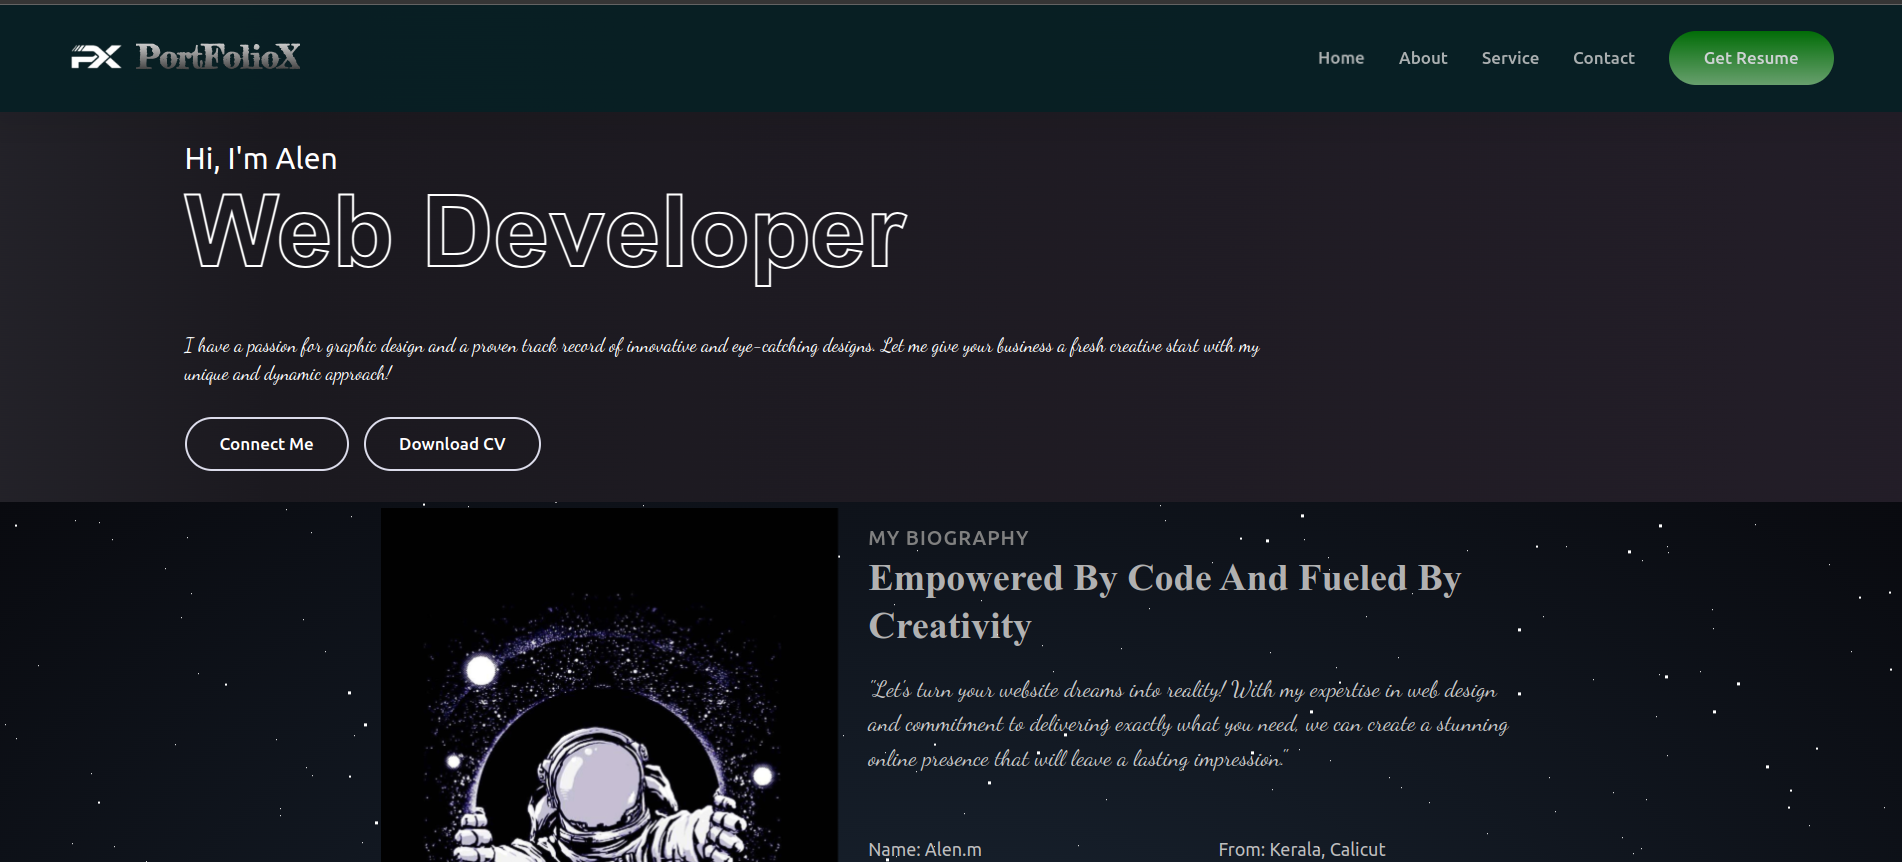 PX PortFolioX
Home About Service Contact Get Resume
Hi, I'm Alen
Web Developer
I have a passion for graphic design and a proven track record of innovative and eye-catching designs. Let me give your business a fresh creative start with my
unique and dynamic approach!
Connect Me Download CV
MY BIOGRAPHY
Empowered By Code And Fueled By
Creativity
"Let's turn your website dreams into reality! With my expertise in web design
and commitment to delivering exactly what you need, we can create a stunning
online presence that will leave a lasting impression."
Name: Alen.m From: Kerala, Calicut